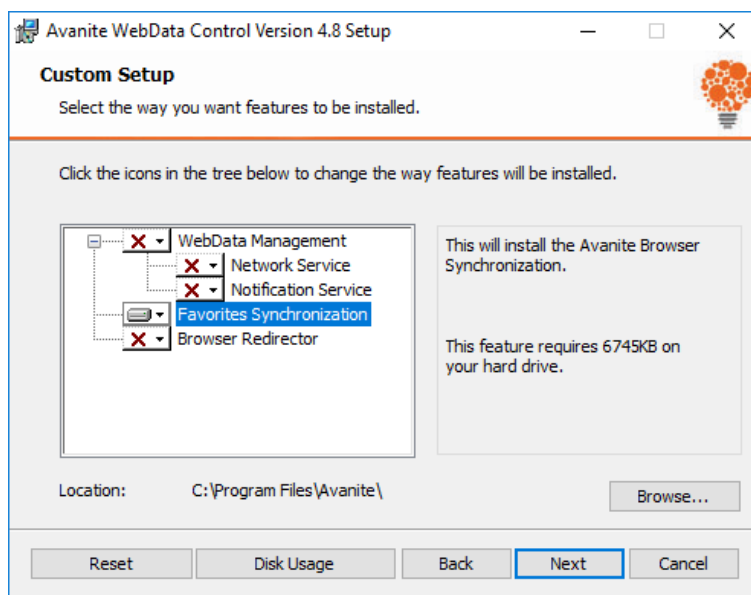 Avanite WebData Control Version 4.8 Setup
Custom Setup
Select the way you want features to be installed.
Click the icons in the tree below to change the way features will be installed.
WebData Management
Network Service
Notification Service
Favorites Synchronization
Browser Redirector
This will install the Avanite Browser
Synchronization.
This feature requires 6745KB on
your hard drive.
Location: C:\Program Files\Avanite\
Browse...
Reset Disk Usage Back Next Cancel